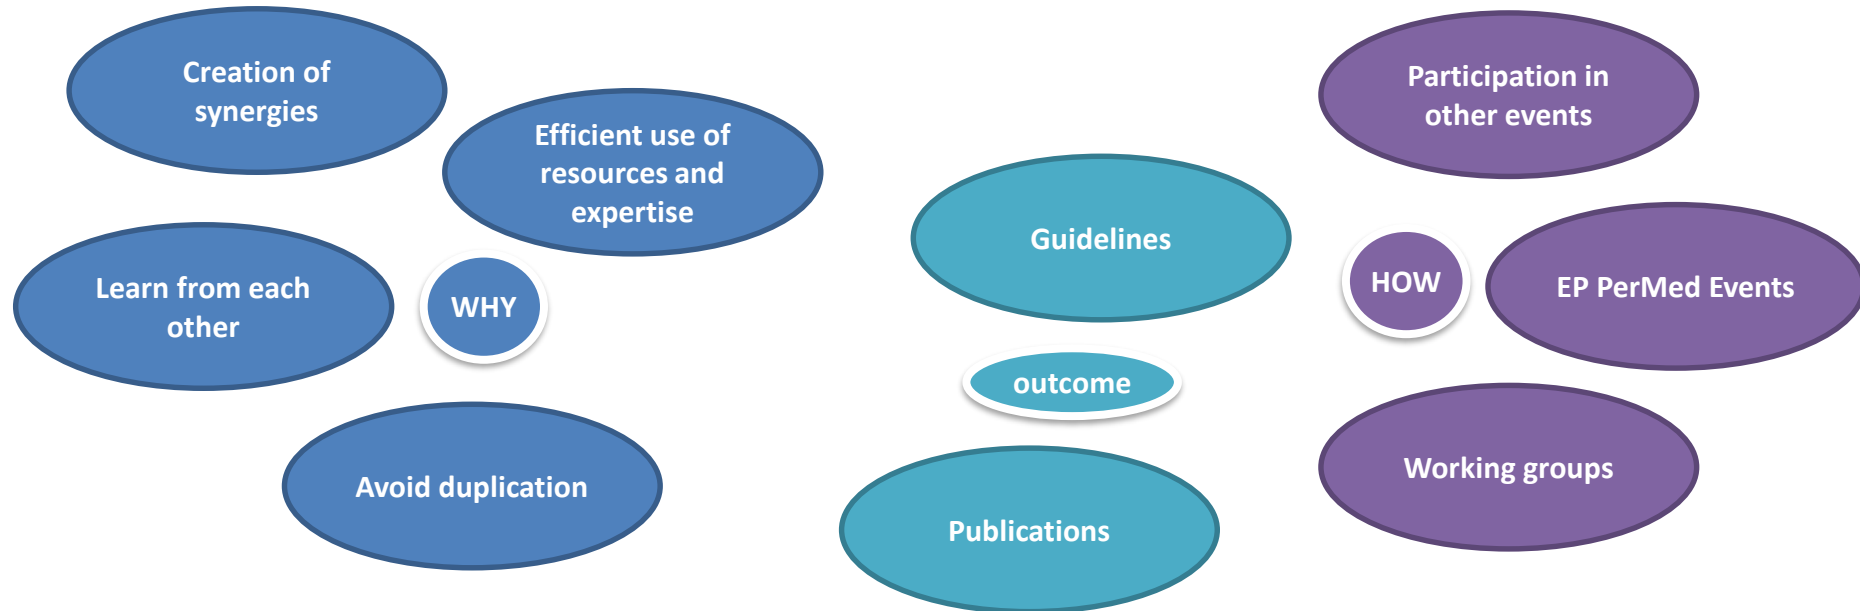 Creation of
synergies
Efficient use of
resources and
expertise
Learn from each
other
WHY
Avoid duplication
Guidelines
outcome
Publications
Participation in
other events
HOW
EP PerMed Events
Working groups